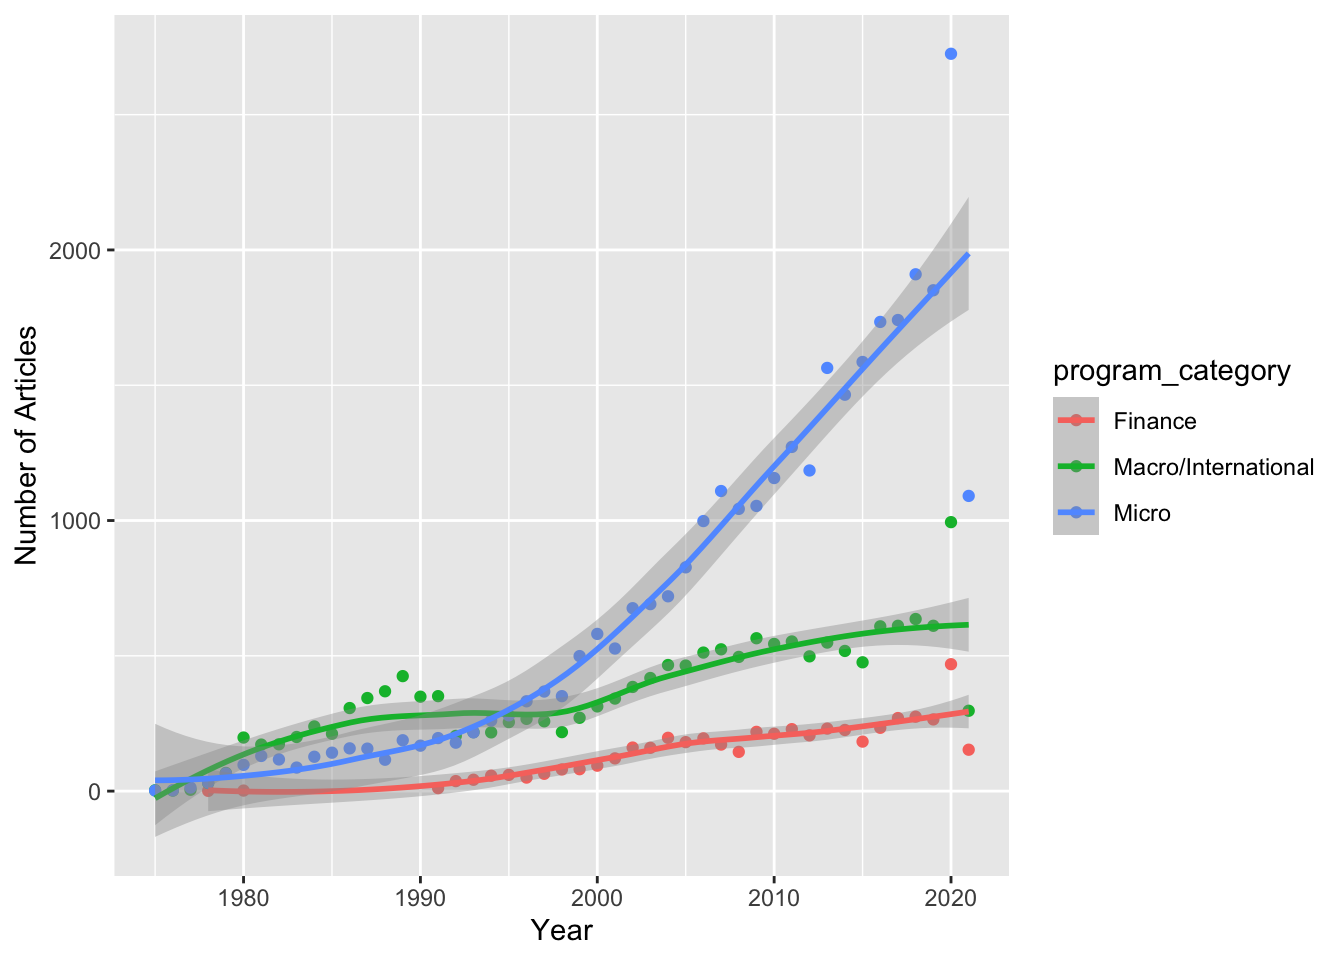 2000
1000
0
Number of Articles
1980
1990
2000
2010
2020
Year
program_category
Finance
Macro/International
Micro